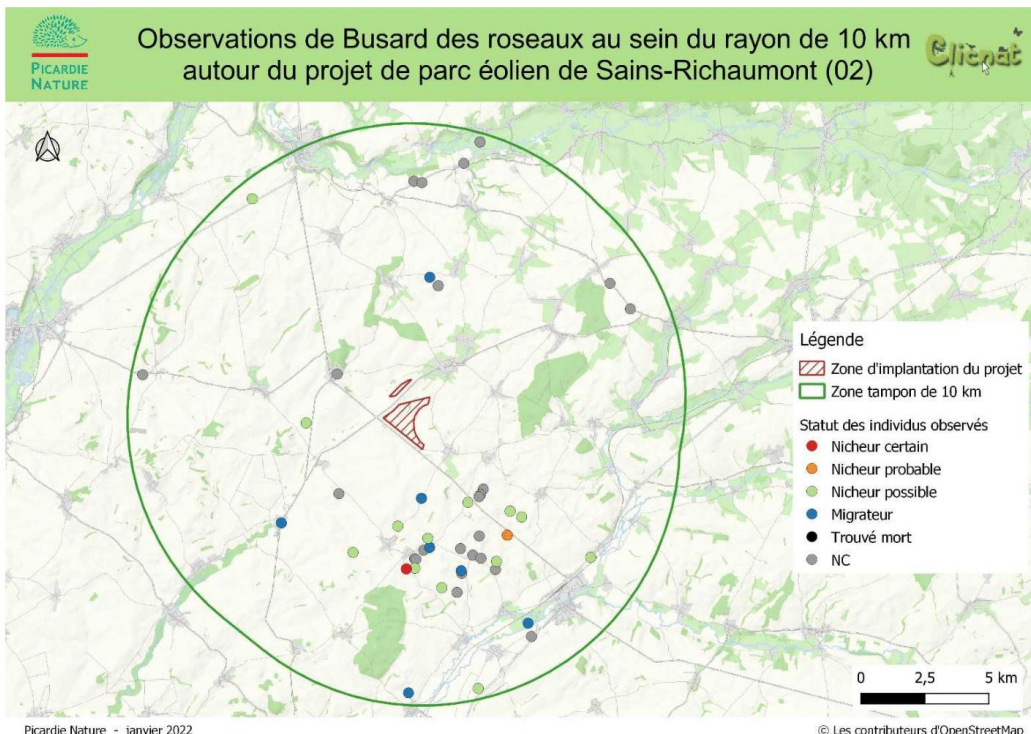 PICARDIE
NATURE
Observations de Busard des roseaux au sein du rayon de 10 km
autour du projet de parc éolien de Sains-Richaumont (02)
Clicnat
Légende
Zone d'implantation du projet
Zone tampon de 10 km
Statut des individus observés
Nicheur certain
Nicheur probable
Nicheur possible
Migrateur
Trouvé mort
NC
0 2,5 5 km
Picardie Nature - janvier 2022
© Les contributeurs d'OpenStreetMap